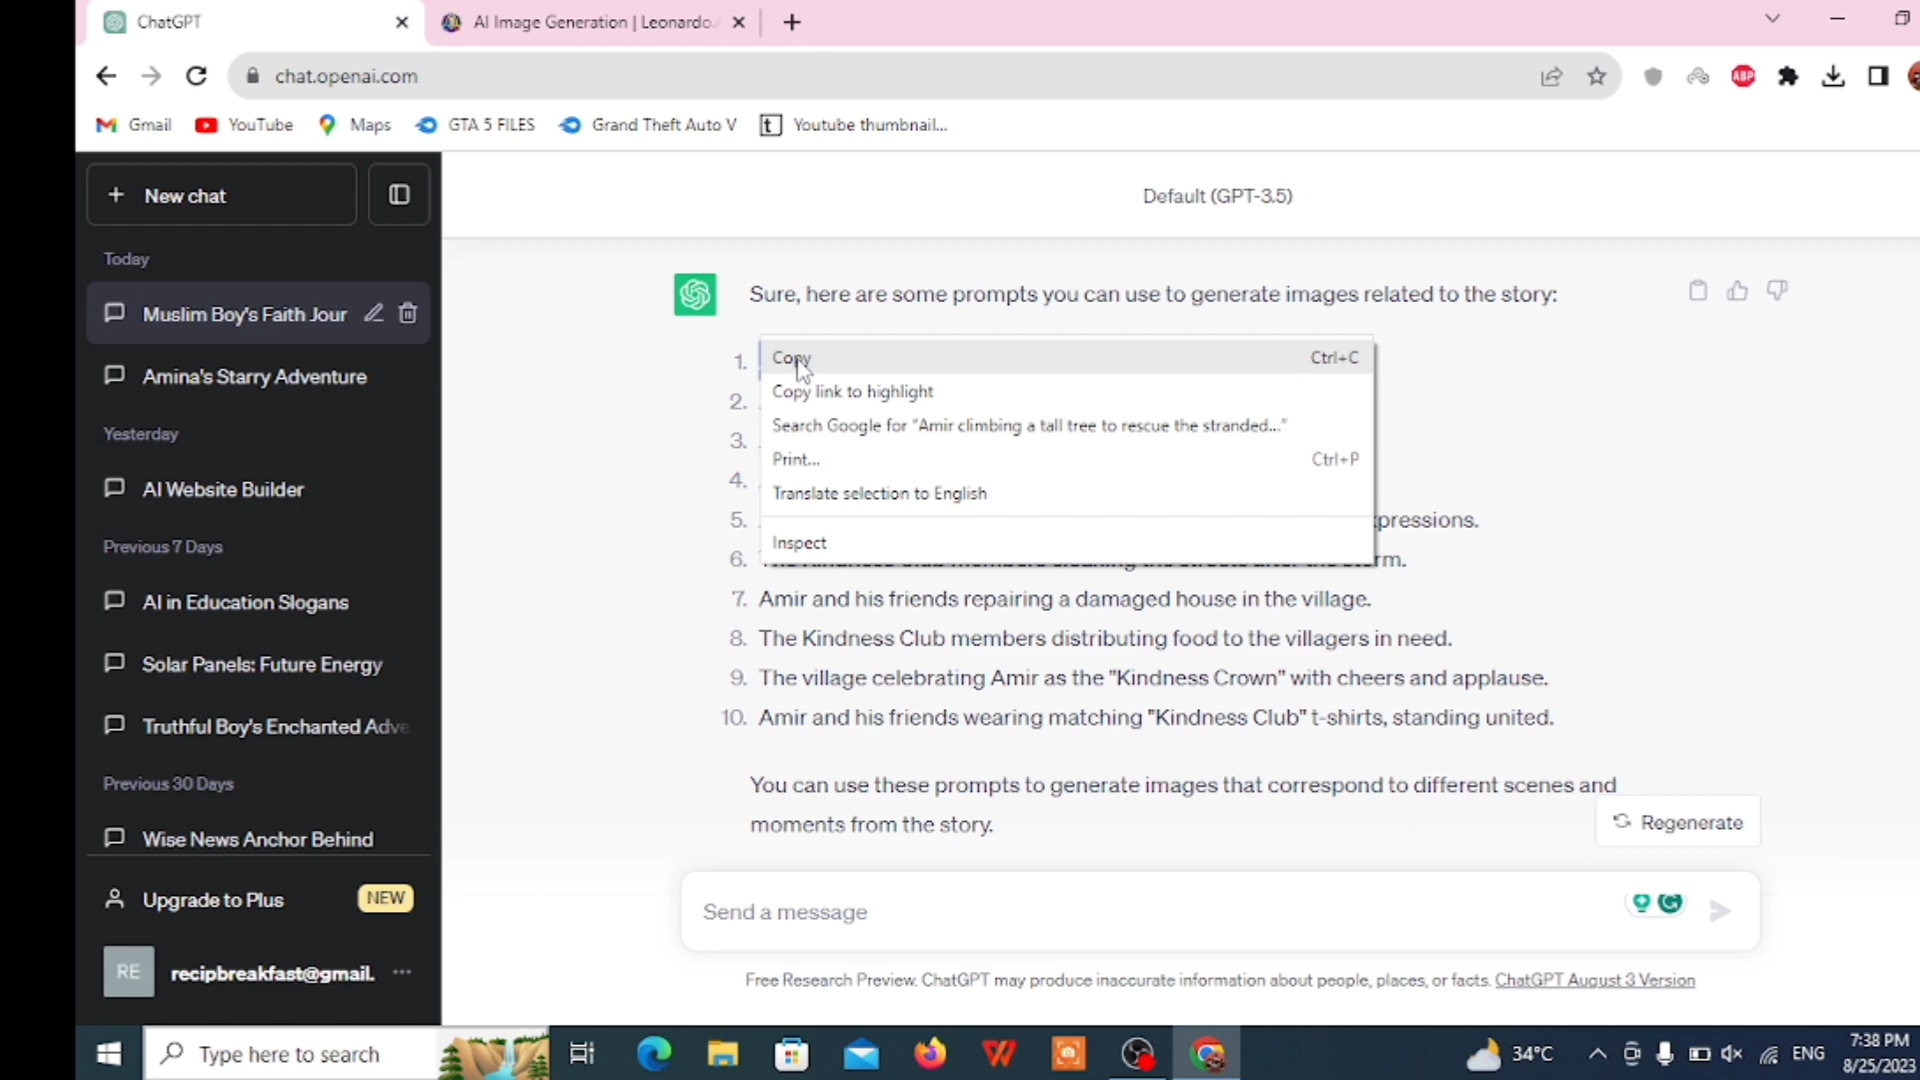 ChatGPT
AI Image Generation | Leonardo.
chat.openai.com
ABP
Gmail
YouTube
Maps
GTA 5 FILES
Grand Theft Auto V
Youtube thumbnail...
New chat
Default (GPT-3.5)
Today
Muslim Boy's Faith Jour
Amina's Starry Adventure
Yesterday
AI Website Builder
Previous 7 Days
AI in Education Slogans
Solar Panels: Future Energy
Truthful Boy's Enchanted Adve
Previous 30 Days
Wise News Anchor Behind
Upgrade to Plus NEW
RE recipbreakfast@gmail. ...
Sure, here are some prompts you can use to generate images related to the story:
1.
2.
3.
4.
5. pressions.
6. rm.
7. Amir and his friends repairing a damaged house in the village.
8. The Kindness Club members distributing food to the villagers in need.
9. The village celebrating Amir as the "Kindness Crown" with cheers and applause.
10. Amir and his friends wearing matching "Kindness Club" t-shirts, standing united.
Copy Ctrl+C
Copy link to highlight
Search Google for "Amir climbing a tall tree to rescue the stranded..."
Print... Ctrl+P
Translate selection to English
Inspect
You can use these prompts to generate images that correspond to different scenes and
moments from the story.
Regenerate
Send a message
Free Research Preview. ChatGPT may produce inaccurate information about people, places, or facts. ChatGPT August 3 Version
Type here to search
34°C
ENG
7:38 PM
8/25/2023